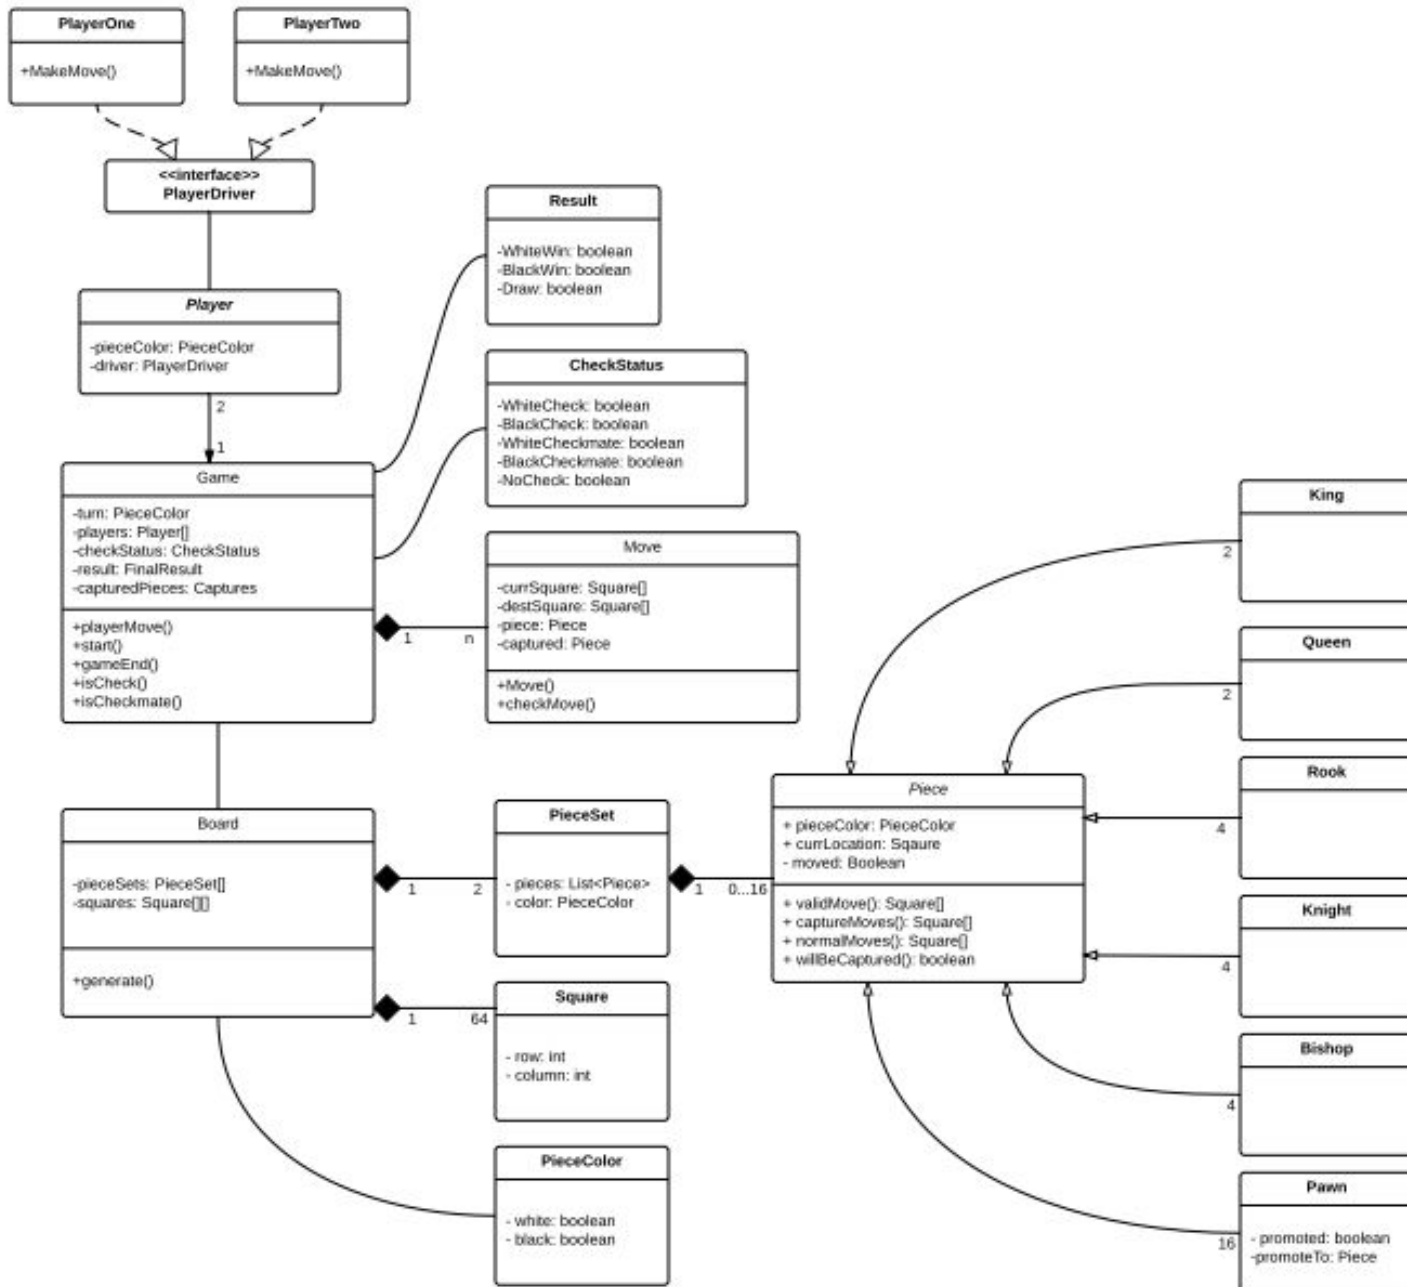 PlayerOne
+MakeMove()
PlayerTwo
+MakeMove()
<<interface>>
PlayerDriver
Player
-pieceColor: PieceColor
-driver: PlayerDriver
2
1
Result
-WhiteWin: boolean
-BlackWin: boolean
-Draw: boolean
CheckStatus
-WhiteCheck: boolean
-BlackCheck: boolean
-WhiteCheckmate: boolean
-BlackCheckmate: boolean
-NoCheck: boolean
Game
-turn: PieceColor
-players: Player[]
-checkStatus: CheckStatus
-result: FinalResult
-capturedPieces: Captures
+playerMove()
+start()
+gameEnd()
+isCheck()
+isCheckmate()
1
n
Move
-currSquare: Square[]
-destSquare: Square[]
-piece: Piece
-captured: Piece
+Move()
+checkMove()
Board
-pieceSets: PieceSet[]
-squares: Square[][]
+generate()
1
2
PieceSet
- pieces: List<Piece>
- color: PieceColor
1
0...16
Piece
+ pieceColor: PieceColor
+ currLocation: Sqaure
- moved: Boolean
+ validMove(): Square[]
+ captureMoves(): Square[]
+ normalMoves(): Square[]
+ willBeCaptured(): boolean
1
64
Square
- row: int
- column: int
PieceColor
- white: boolean
- black: boolean
King
2
Queen
2
Rook
4
Knight
4
Bishop
4
Pawn
- promoted: boolean
-promoteTo: Piece
16